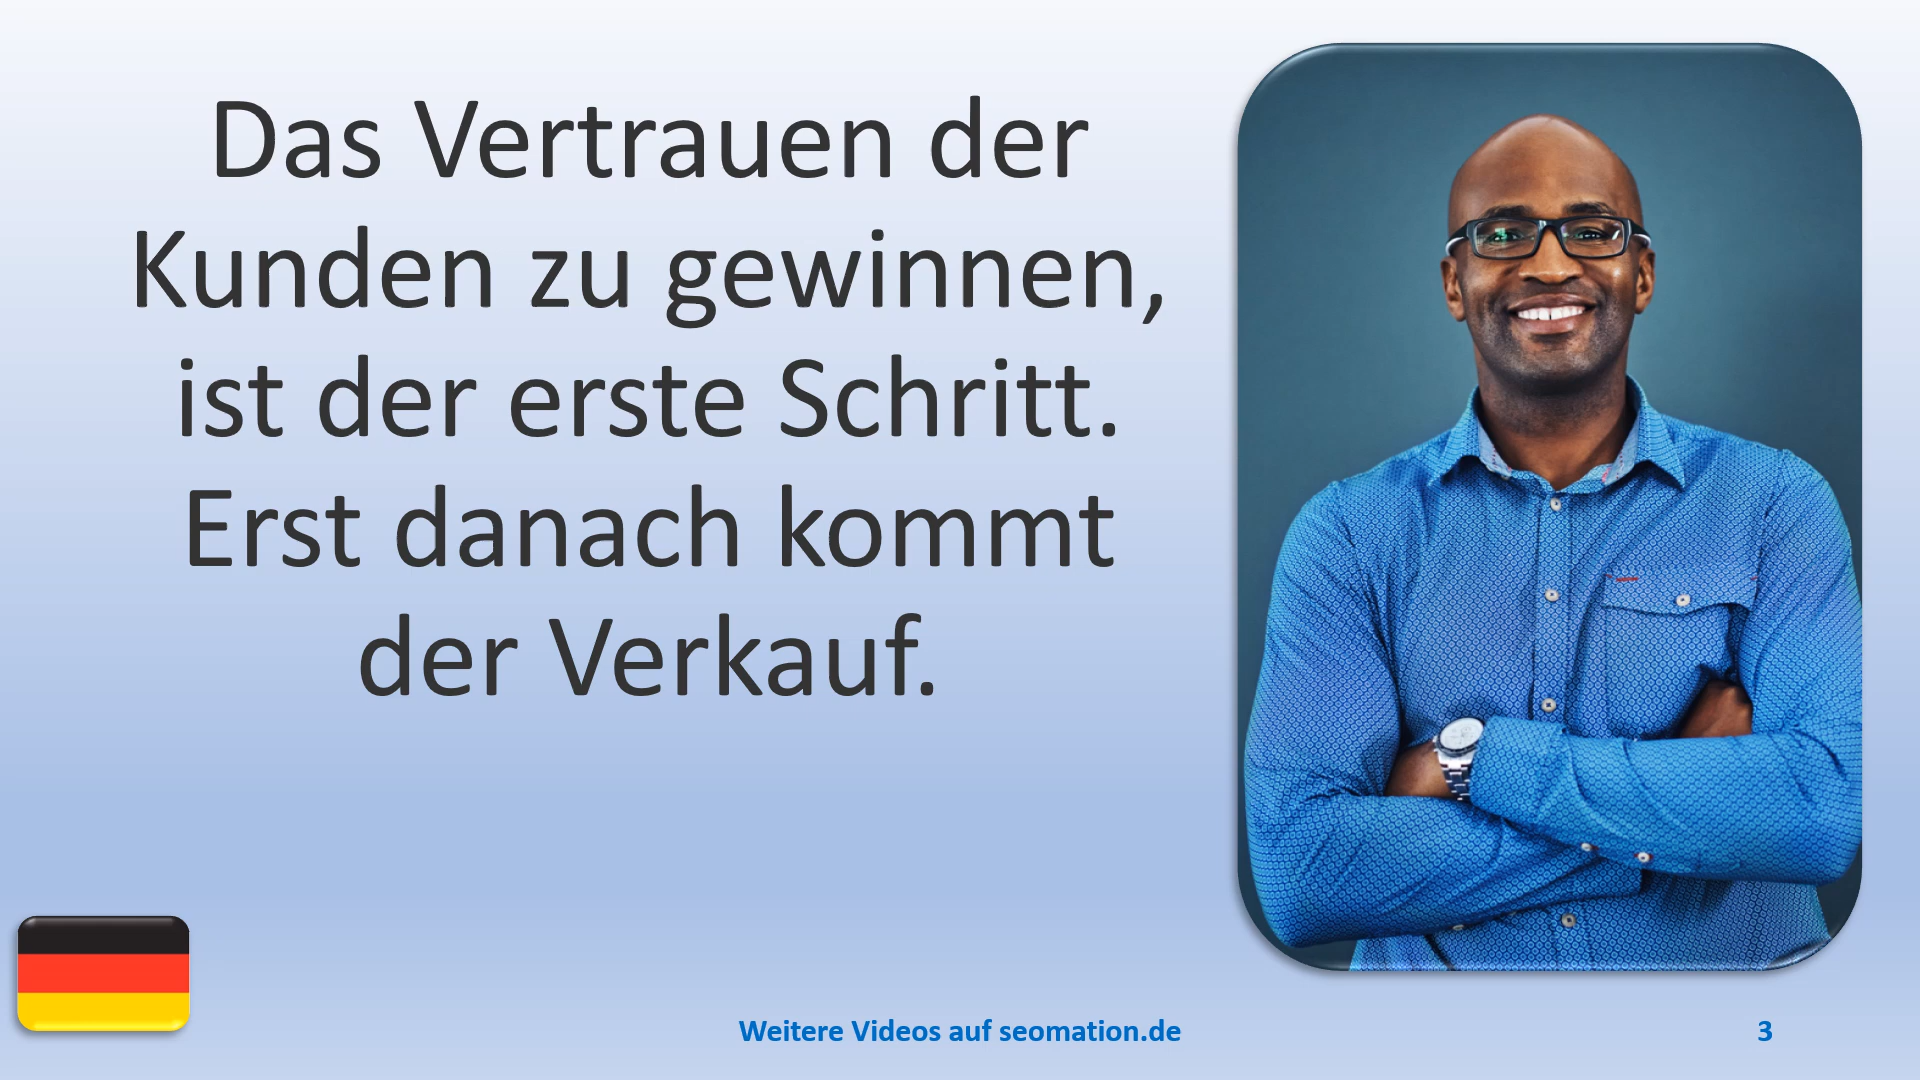 Das Vertrauen der
Kunden zu gewinnen,
ist der erste Schritt.
Erst danach kommt
der Verkauf.
Weitere Videos auf seomation.de
3